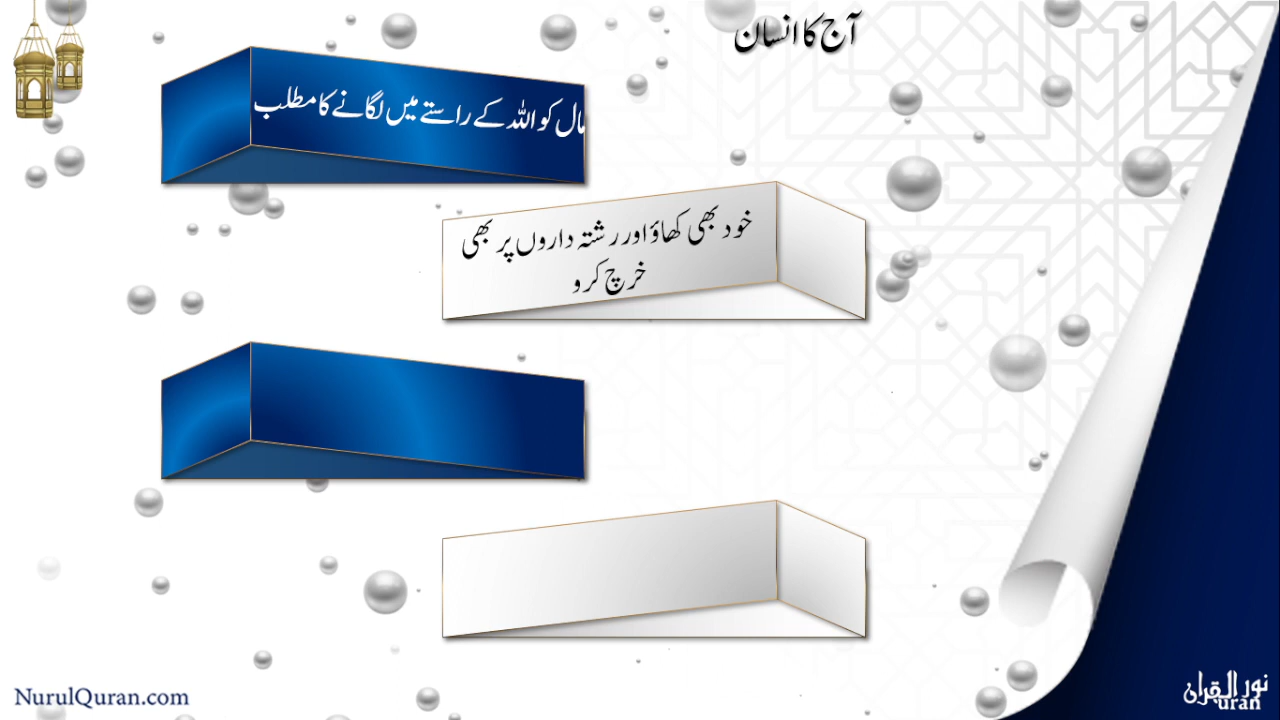 آج کا انسان
مال کو اللہ کے راستے میں لگانے کا مطلب
خود بھی کھاؤ اور رشتہ داروں پر بھی
خرچ کرو
NurulQuran.com
نور القرآن
uran